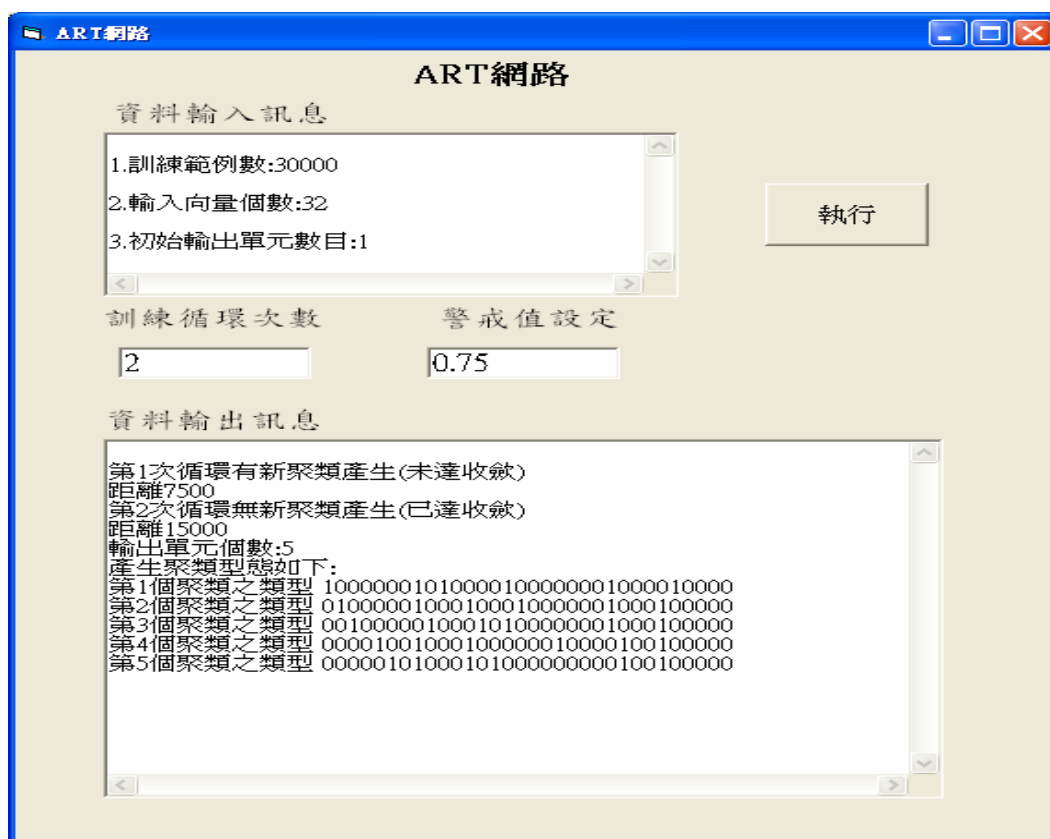 ART網路
ART網路
資料輸入訊息
1.訓練範例數:30000
2.輸入向量個數:32
3.初始輸出單元數目:1
執行
訓練循環次數
警戒值設定
2
0.75
資料輸出訊息
第1次循環有新聚類產生(未達收斂)
距離7500
第2次循環無新聚類產生(已達收斂)
距離15000
輸出單元個數:5
產生聚類型態如下:
第1個聚類之類型 10000001010000100000001000010000
第2個聚類之類型 010000001000100010000001000100000
第3個聚類之類型 00100000100010100000001000100000
第4個聚類之類型 00001001000100000010000100100000
第5個聚類之類型 00000101000101000000000100100000